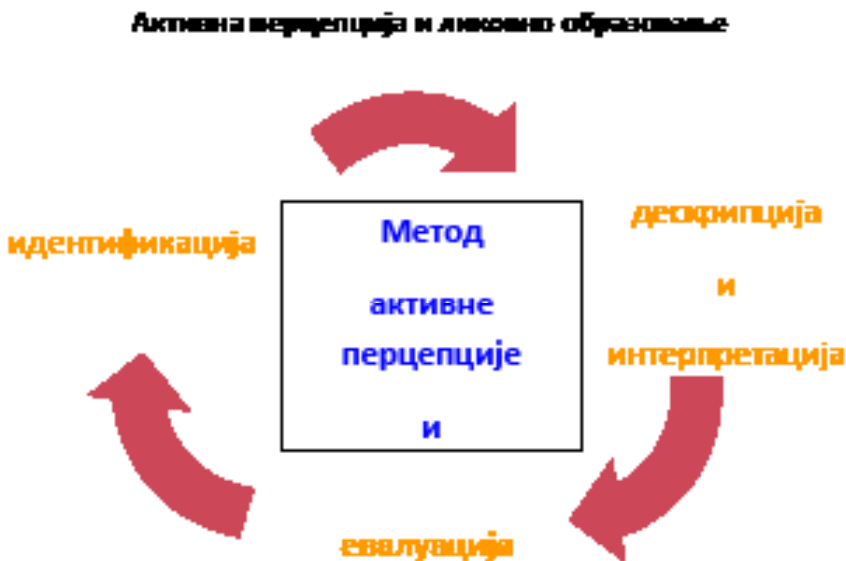 Активна перцепција и ликовно образовање
идентификација
Метод
активне
перцепције
и
дескрипција
и
интерпретација
евалуација